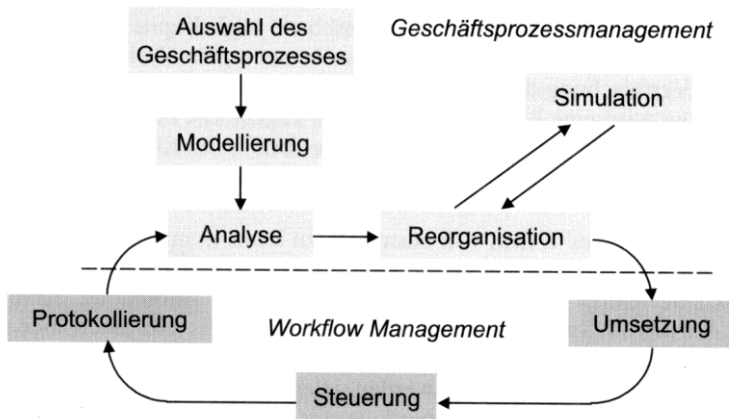 Auswahl des
Geschäftsprozesses
Geschäftsprozessmanagement
Simulation
Modellierung
Analyse
Reorganisation
Protokollierung
Workflow Management
Umsetzung
Steuerung